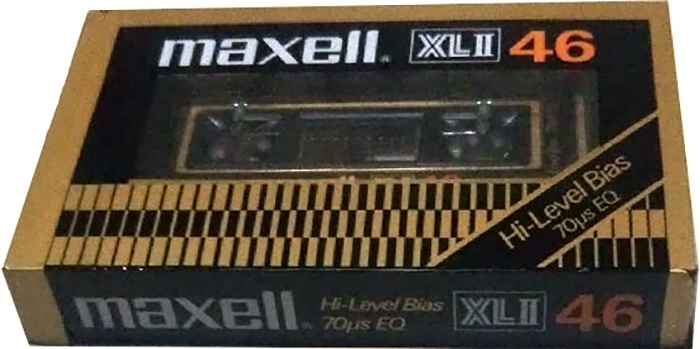 maxell. XLII 46
Hi-Level Bias
70µs EQ
maxell. Hi-Level Bias XLII 46
70µs EQ